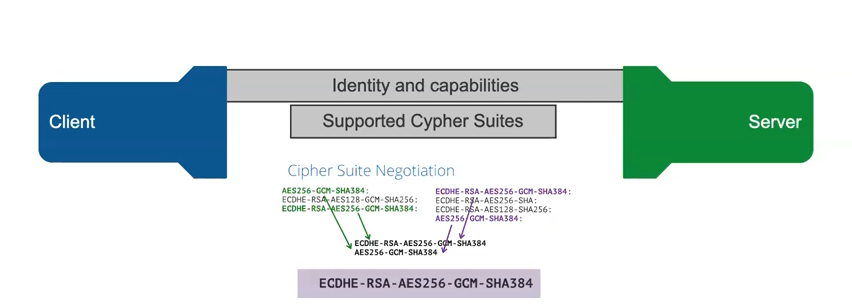 Identity and capabilities
Client
Supported Cypher Suites
Server
Cipher Suite Negotiation
AES256-GCM-SHA384:
ECDHE-RSA-AES128-GCM-SHA256:
ECDHE-RSA-AES256-GCM-SHA384:
ECDHE-RSA-AES256-GCM-SHA384:
ECDHE-RSA-AES256-SHA:
ECDHE-RSA-AES128-SHA256:
AES256-GCM-SHA384:
ECDHE-RSA-AES256-GCM-SHA384
AES256-GCM-SHA384
ECDHE-RSA-AES256-GCM-SHA384